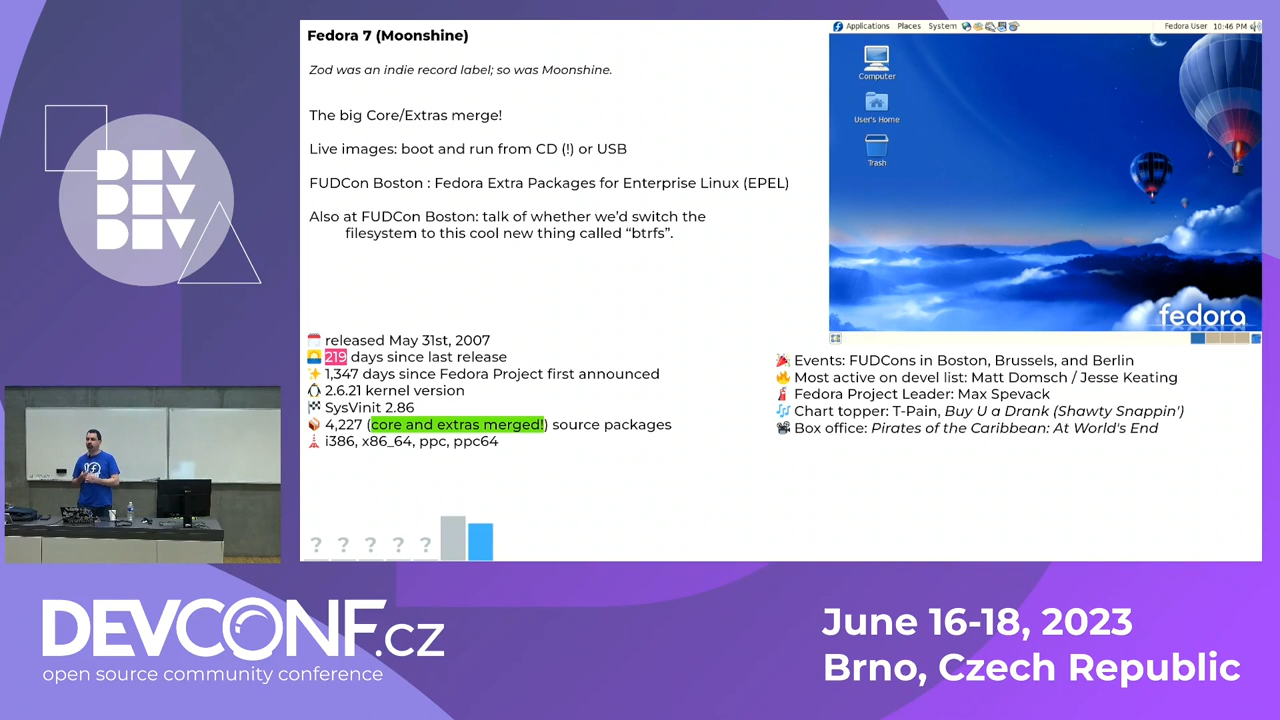 DEV
DEV
DEV
Fedora 7 (Moonshine)
Zod was an indie record label; so was Moonshine.
The big Core/Extras merge!
Live images: boot and run from CD (!) or USB
FUDCon Boston : Fedora Extra Packages for Enterprise Linux (EPEL)
Also at FUDCon Boston: talk of whether we’d switch the
filesystem to this cool new thing called “btrfs”.
Applications Places System Fedora User 10:46 PM
Computer
User's Home
Trash
fedora
released May 31st, 2007
219 days since last release
1,347 days since Fedora Project first announced
2.6.21 kernel version
SysVinit 2.86
4,227 (core and extras merged!) source packages
i386, x86_64, ppc, ppc64
Events: FUDCons in Boston, Brussels, and Berlin
Most active on devel list: Matt Domsch / Jesse Keating
Fedora Project Leader: Max Spevack
Chart topper: T-Pain, Buy U a Drank (Shawty Snappin')
Box office: Pirates of the Caribbean: At World's End
? ? ? ? ?
DEVCONF.cz
open source community conference
June 16-18, 2023
Brno, Czech Republic